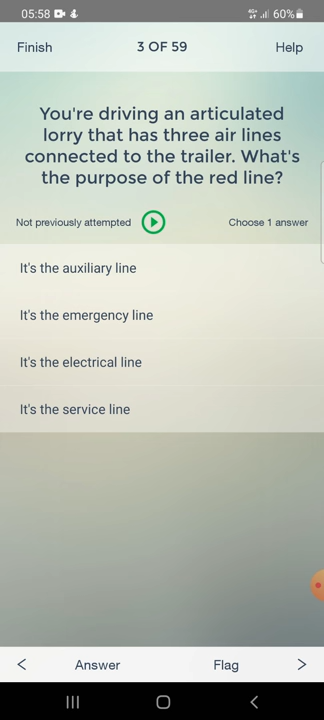 05:58 4G+ 60%
Finish 3 OF 59 Help
You're driving an articulated
lorry that has three air lines
connected to the trailer. What's
the purpose of the red line?
Not previously attempted Choose 1 answer
It's the auxiliary line
It's the emergency line
It's the electrical line
It's the service line
< Answer Flag >